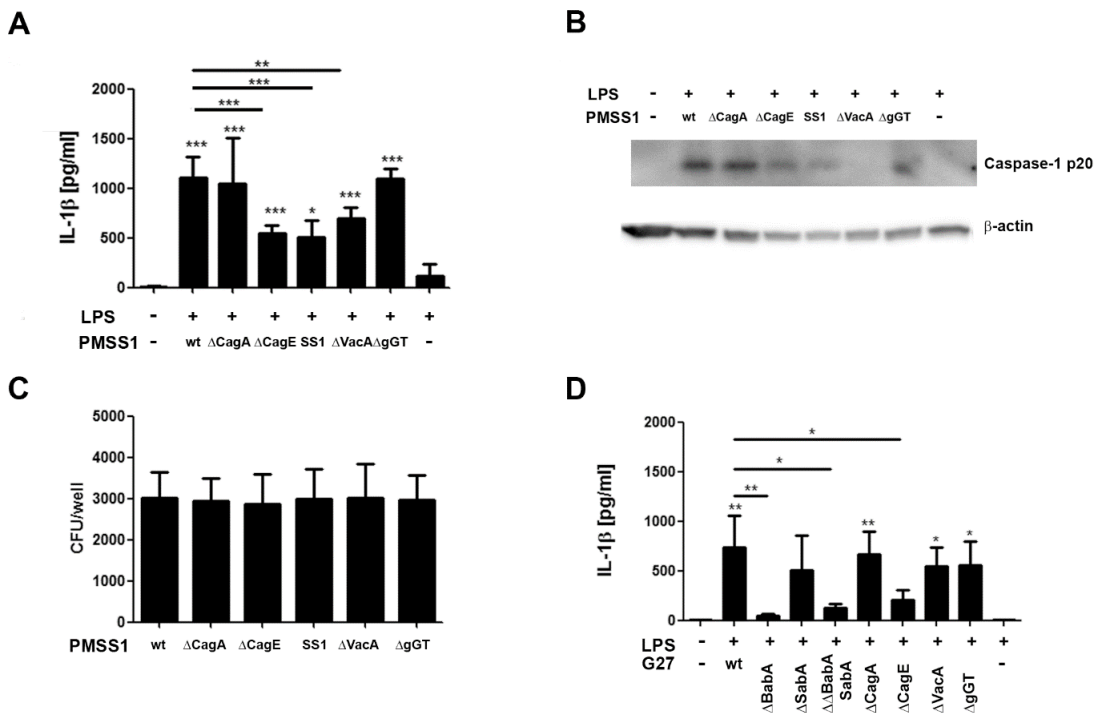 A
IL-1β [pg/ml]
2000
1500
1000
500
0
**
***
***
***
***
***
*
***
***
LPS - + + + + + + +
PMSS1 - wt ΔCagA ΔCagE SS1 ΔVacA ΔgGT -
B
LPS - + + + + + + +
PMSS1 - wt ΔCagA ΔCagE SS1 ΔVacA ΔgGT -
Caspase-1 p20
β-actin
C
CFU/well
5000
4000
3000
2000
1000
0
PMSS1 wt ΔCagA ΔCagE SS1 ΔVacA ΔgGT
D
IL-1β [pg/ml]
2000
1500
1000
500
0
*
*
**
**
**
*
*
LPS - + + + + + + + +
G27 - wt ΔBabA ΔSabA ΔΔBabA SabA ΔCagA ΔCagE ΔVacA ΔgGT -